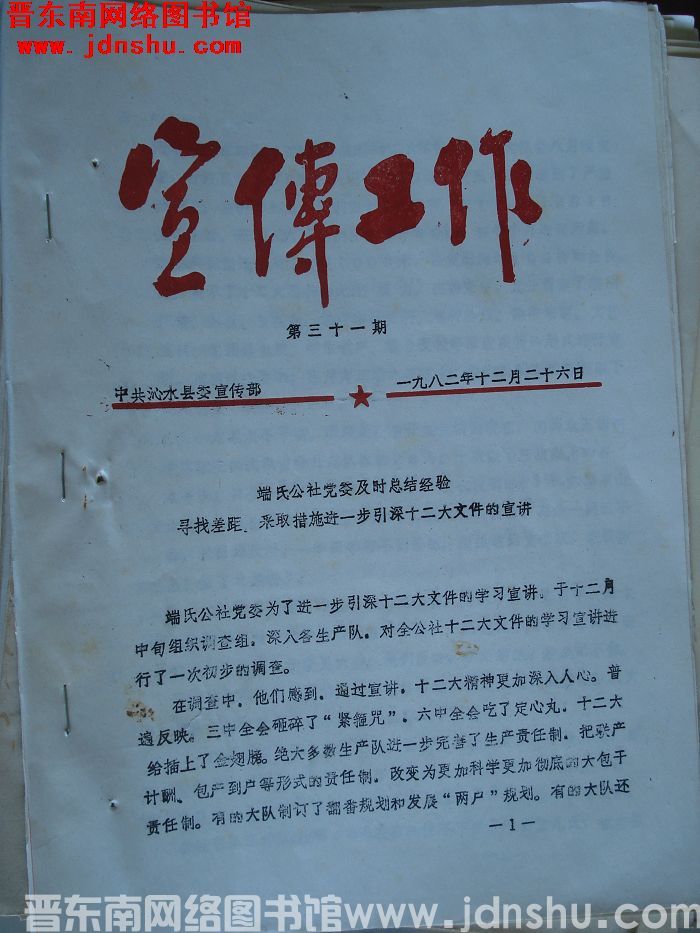 晋东南网络图书馆
www.jdnshu.com
宣傳工作
第三十一期
中共沁水县委宣传部 一九八二年十二月二十六日
端氏公社党委及时总结经验
寻找差距、采取措施进一步引深十二大文件的宣讲
端氏公社党委为了进一步引深十二大文件的学习宣讲，于十二月
中旬组织调查组，深入各生产队，对全公社十二大文件的学习宣讲进
行了一次初步的调查。
在调查中，他们感到，通过宣讲，十二大精神更加深入人心。普
遍反映，三中全会砸碎了“紧箍咒”，六中全会吃了定心丸，十二大
给插上了金翅膀。绝大多数生产队进一步完善了生产责任制，把联产
计酬、包产到户等形式的责任制，改变为更加科学更加彻底的大包干
责任制。有的大队制订了翻番规划和发展“两户”规划。有的大队还
—1—
晋东南网络图书馆www.jdnshu.com